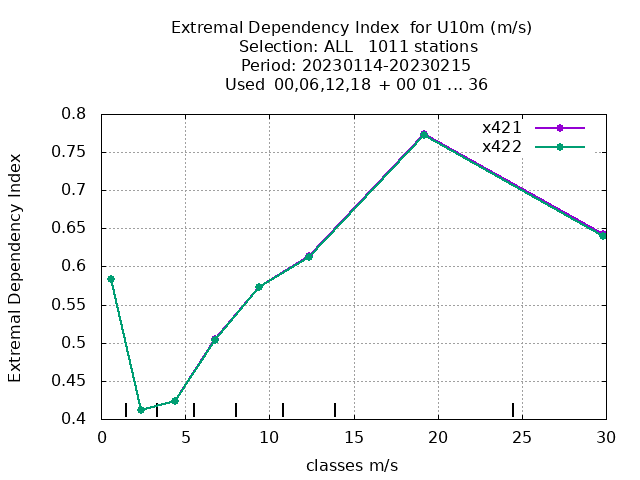 Extremal Dependency Index  for U10m (m/s)
Selection: ALL   1011 stations
Period: 20230114-20230215
Used  00,06,12,18  + 00 01 ... 36
x421
x422
Extremal Dependency Index
0.8
0.75
0.7
0.65
0.6
0.55
0.5
0.45
0.4
0 5 10 15 20 25 30
classes m/s